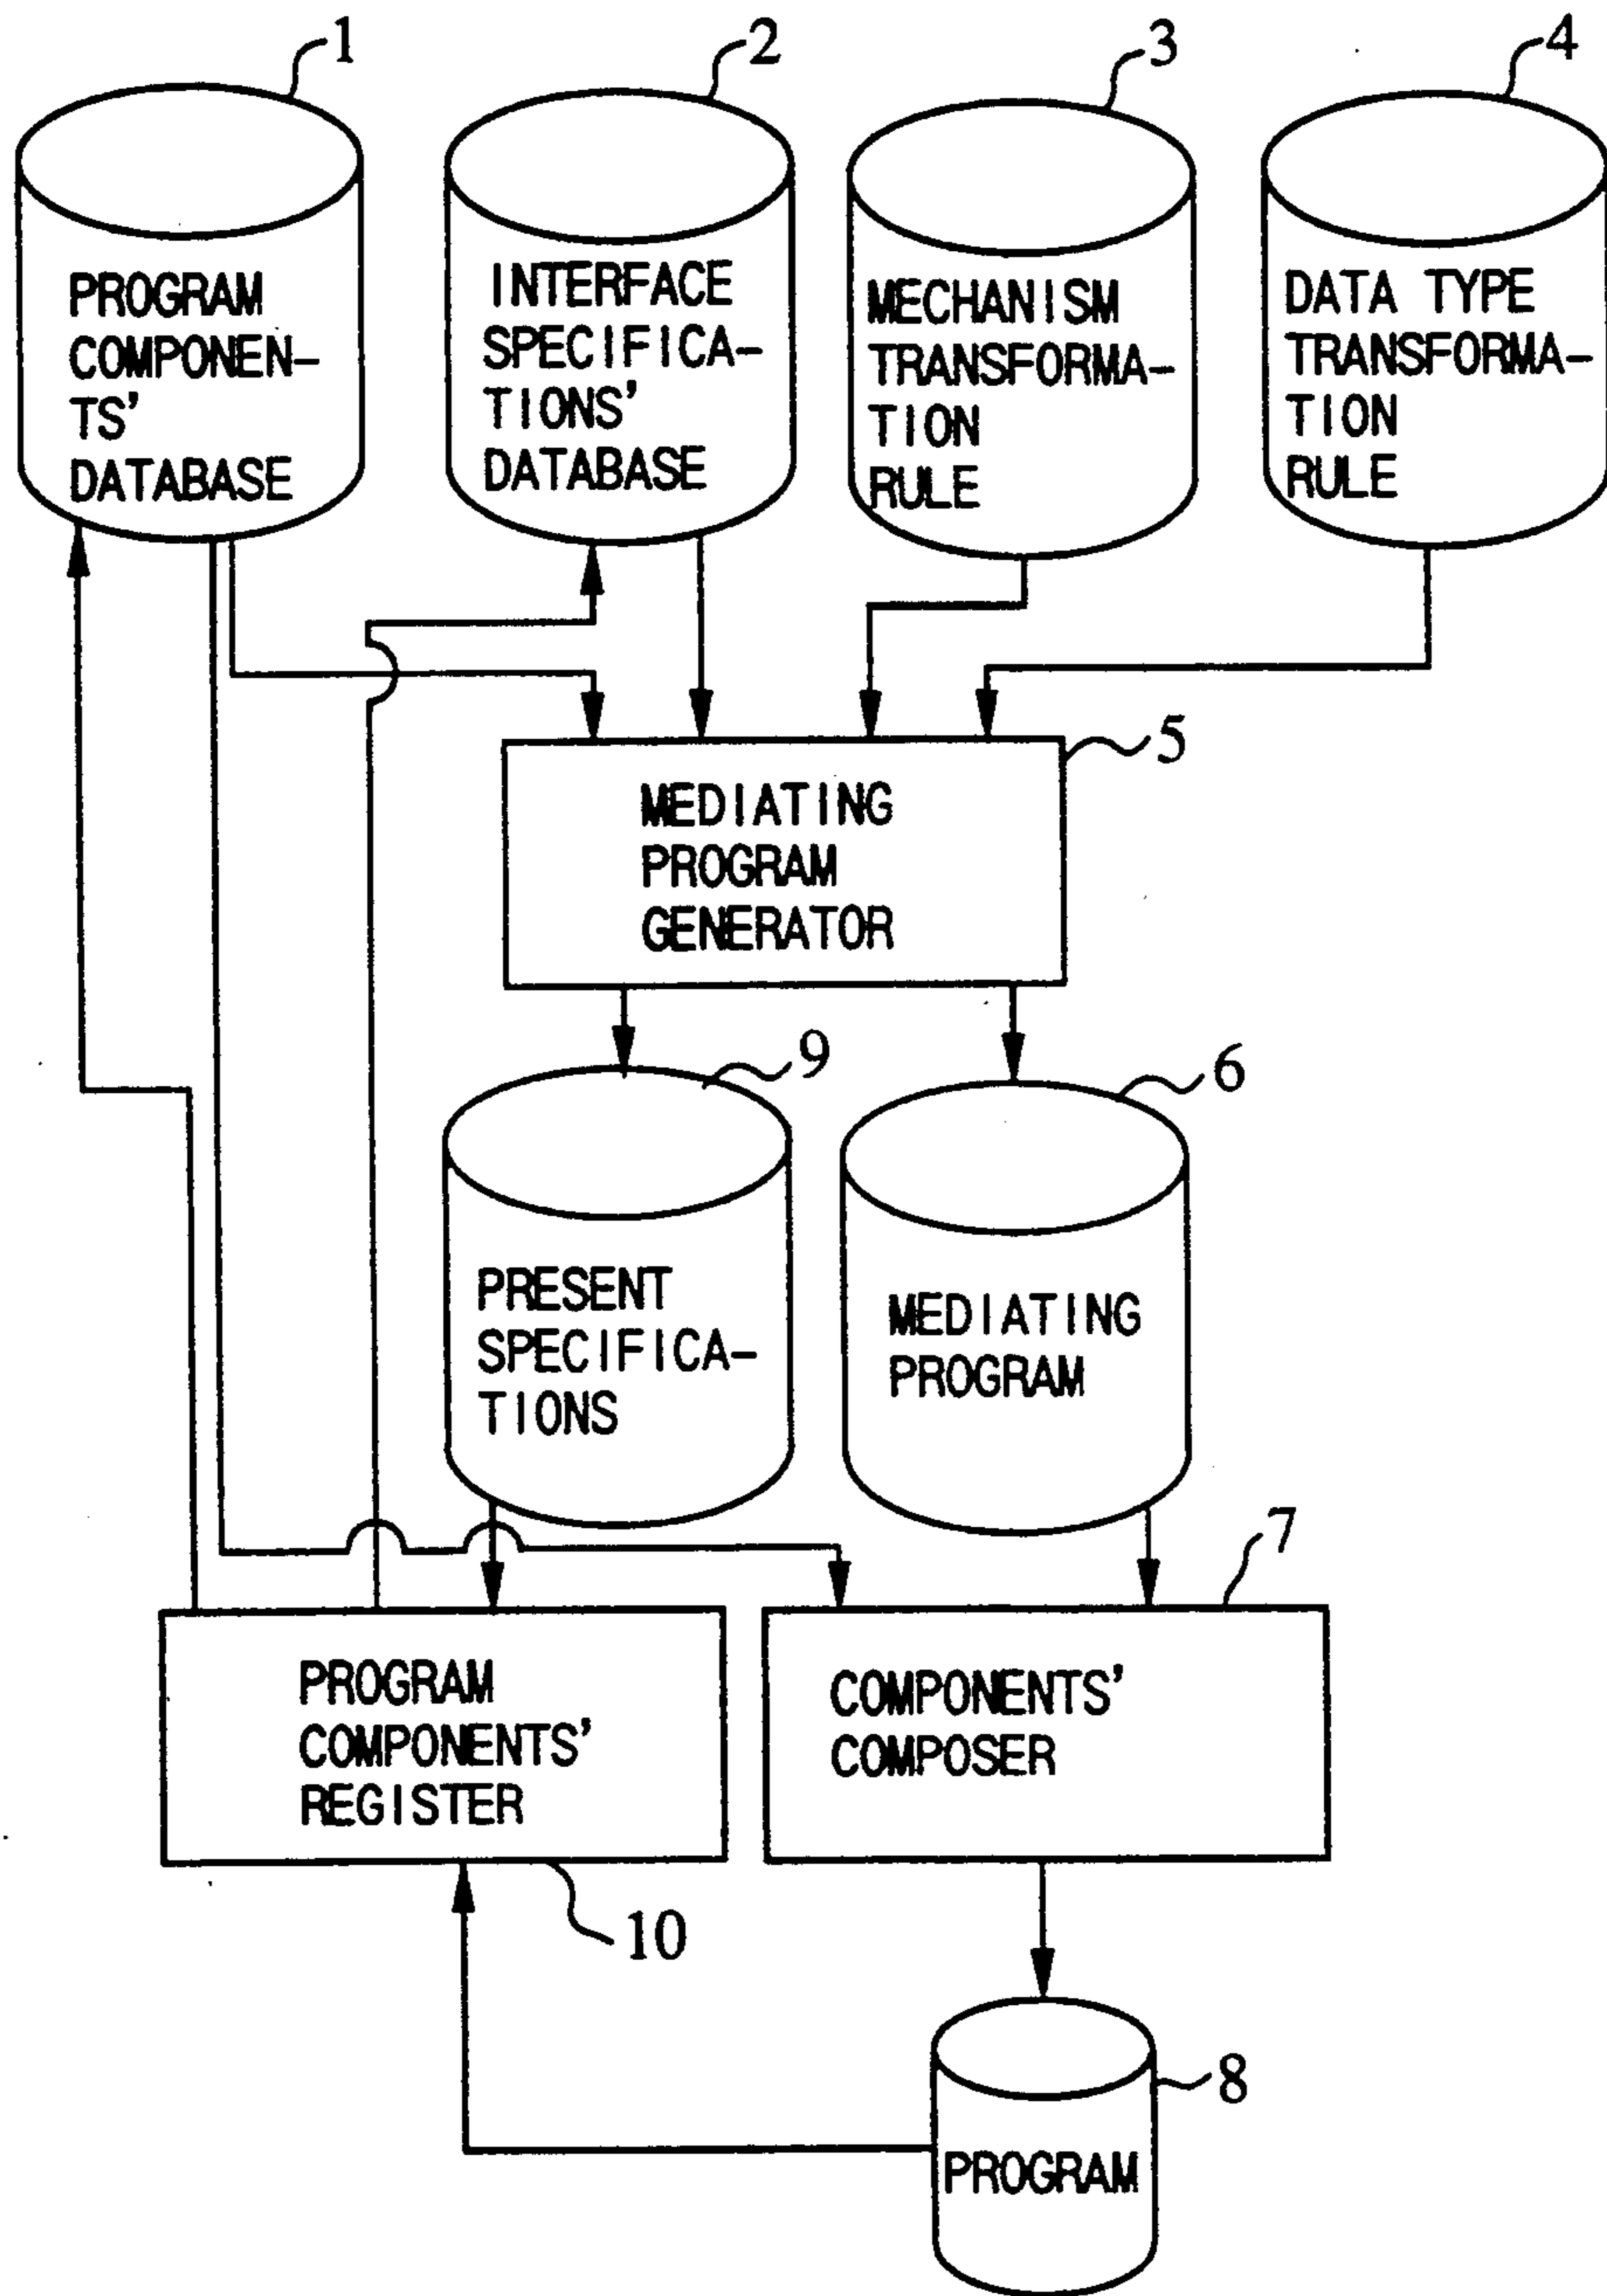 1
2
3
4
PROGRAM
COMPONEN-
TS'
DATABASE
INTERFACE
SPECIFICA-
TIONS'
DATABASE
MECHANISM
TRANSFORMA-
TION
RULE
DATA TYPE
TRANSFORMA-
TION
RULE
5
MEDIATING
PROGRAM
GENERATOR
9
6
PRESENT
SPECIFICA-
TIONS
MEDIATING
PROGRAM
7
PROGRAM
COMPONENTS'
REGISTER
COMPONENTS'
COMPOSER
10
8
PROGRAM